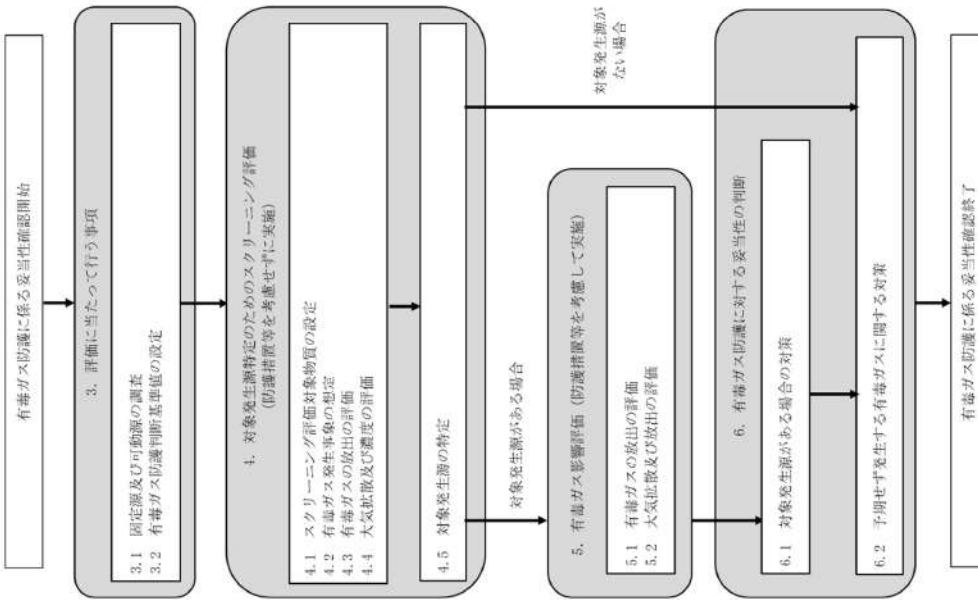 有毒ガス防護に係る妥当性確認開始
3. 評価に当たって行う事項
3.1 固定源及び可動源の調査
3.2 有毒ガス防護判断基準値の設定
4. 対象発生源特定のためのスクリーニング評価
(防護措置等を考慮せずに実施)
4.1 スクリーニング評価対象物質の設定
4.2 有毒ガス発生事象の想定
4.3 有毒ガスの放出の評価
4.4 大気拡散及び濃度の評価
4.5 対象発生源の特定
対象発生源がある場合
対象発生源が
ない場合
5. 有毒ガス影響評価(防護措置等を考慮して実施)
5.1 有毒ガスの放出の評価
5.2 大気拡散及び放出の評価
6. 有毒ガス防護に対する妥当性の判断
6.1 対象発生源がある場合の対策
6.2 予期せず発生する有毒ガスに関する対策
有毒ガス防護に係る妥当性確認終了